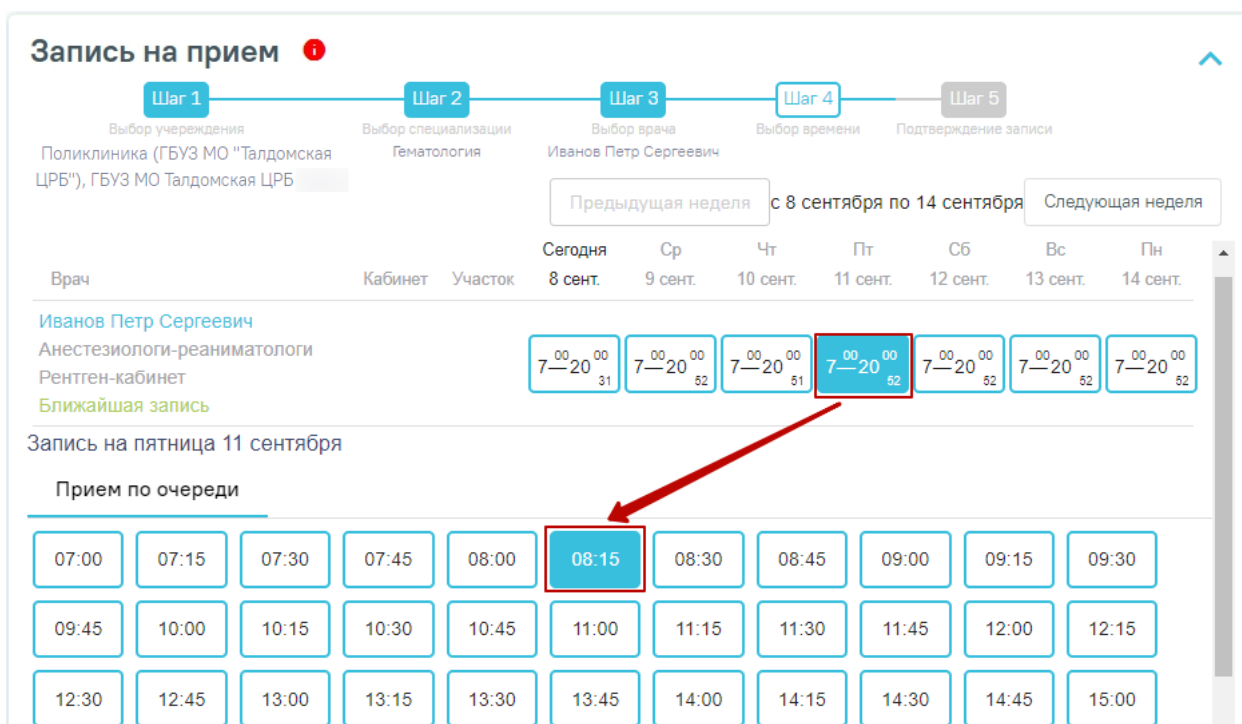 Запись на прием i
Шаг 1 Шаг 2 Шаг 3 Шаг 4 Шаг 5
Выбор учереждения Выбор специализации Выбор врача Выбор времени Подтверждение записи
Поликлиника (ГБУЗ МО "Талдомская Гематология Иванов Петр Сергеевич
ЦРБ"), ГБУЗ МО Талдомская ЦРБ
Предыдущая неделя с 8 сентября по 14 сентября Следующая неделя
Сегодня Ср Чт Пт Сб Вс Пн
Врач Кабинет Участок 8 сент. 9 сент. 10 сент. 11 сент. 12 сент. 13 сент. 14 сент.
Иванов Петр Сергеевич
Анестезиологи-реаниматологи
Рентген-кабинет
Ближайшая запись
7 00 — 20 00 31 7 00 — 20 00 52 7 00 — 20 00 51 7 00 — 20 00 52 7 00 — 20 00 52 7 00 — 20 00 52 7 00 — 20 00 52
Запись на пятница 11 сентября
Прием по очереди
07:00 07:15 07:30 07:45 08:00 08:15 08:30 08:45 09:00 09:15 09:30
09:45 10:00 10:15 10:30 10:45 11:00 11:15 11:30 11:45 12:00 12:15
12:30 12:45 13:00 13:15 13:30 13:45 14:00 14:15 14:30 14:45 15:00